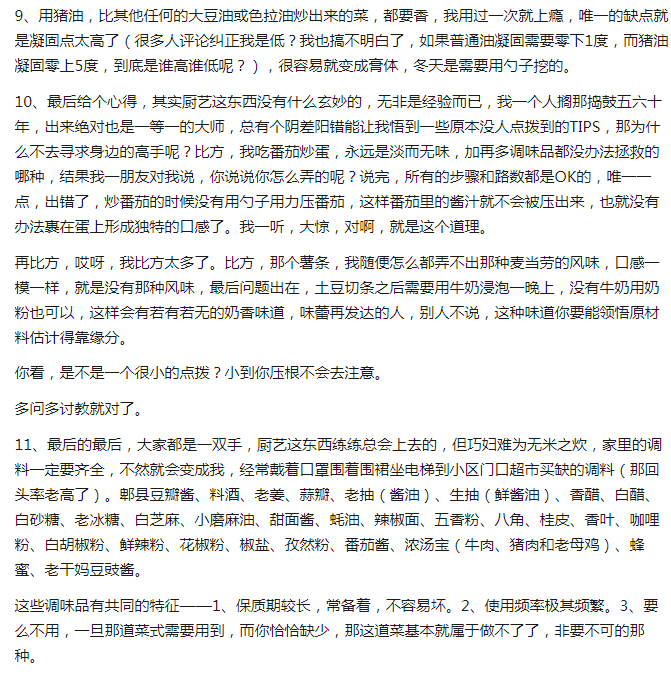 9、用猪油，比其他任何的大豆油或色拉油炒出来的菜，都要香，我用过一次就上瘾，唯一的缺点就
是凝固点太高了（很多人评论纠正我是低？我也搞不明白了，如果普通油凝固需要零下1度，而猪油
凝固零上5度，到底是谁高谁低呢？），很容易就变成膏体，冬天是需要用勺子挖的。
10、最后给个心得，其实厨艺这东西没有什么玄妙的，无非是经验而已，我一个人搁那捣鼓五六十
年，出来绝对也是一等一的大师，总有个阴差阳错能让我悟到一些原本没人点拨到的TIPS，那为什
么不去寻求身边的高手呢？比方，我吃番茄炒蛋，永远是淡而无味，加再多调味品都没办法拯救的
哪种，结果我一朋友对我说，你说说你怎么弄的呢？说完，所有的步骤和路数都是OK的，唯一一
点，出错了，炒番茄的时候没有用勺子用力压番茄，这样番茄里的酱汁就不会被压出来，也就没有
办法裹在蛋上形成独特的口感了。我一听，大惊，对啊，就是这个道理。
再比方，哎呀，我比方太多了。比方，那个薯条，我随便怎么都弄不出那种麦当劳的风味，口感一
模一样，就是没有那种风味，最后问题出在，土豆切条之后需要用牛奶浸泡一晚上，没有牛奶用奶
粉也可以，这样会有若有若无的奶香味道，味蕾再发达的人，别人不说，这种味道你要能领悟原材
料估计得靠缘分。
你看，是不是一个很小的点拨？小到你压根不会去注意。
多问多讨教就对了。
11、最后的最后，大家都是一双手，厨艺这东西练练总会上去的，但巧妇难为无米之炊，家里的调
料一定要齐全，不然就会变成我，经常戴着口罩围着围裙坐电梯到小区门口超市买缺的调料（那回
头率老高了）。郫县豆瓣酱、料酒、老姜、蒜瓣、老抽（酱油）、生抽（鲜酱油）、香醋、白醋、
白砂糖、老冰糖、白芝麻、小磨麻油、甜面酱、蚝油、辣椒面、五香粉、八角、桂皮、香叶、咖哩
粉、白胡椒粉、鲜辣粉、花椒粉、椒盐、孜然粉、番茄酱、浓汤宝（牛肉、猪肉和老母鸡）、蜂
蜜、老干妈豆豉酱。
这些调味品有共同的特征——1、保质期较长，常备着，不容易坏。2、使用频率极其频繁。3、要
么不用，一旦那道菜式需要用到，而你恰恰缺少，那这道菜基本就属于做不了了，非要不可的那
种。